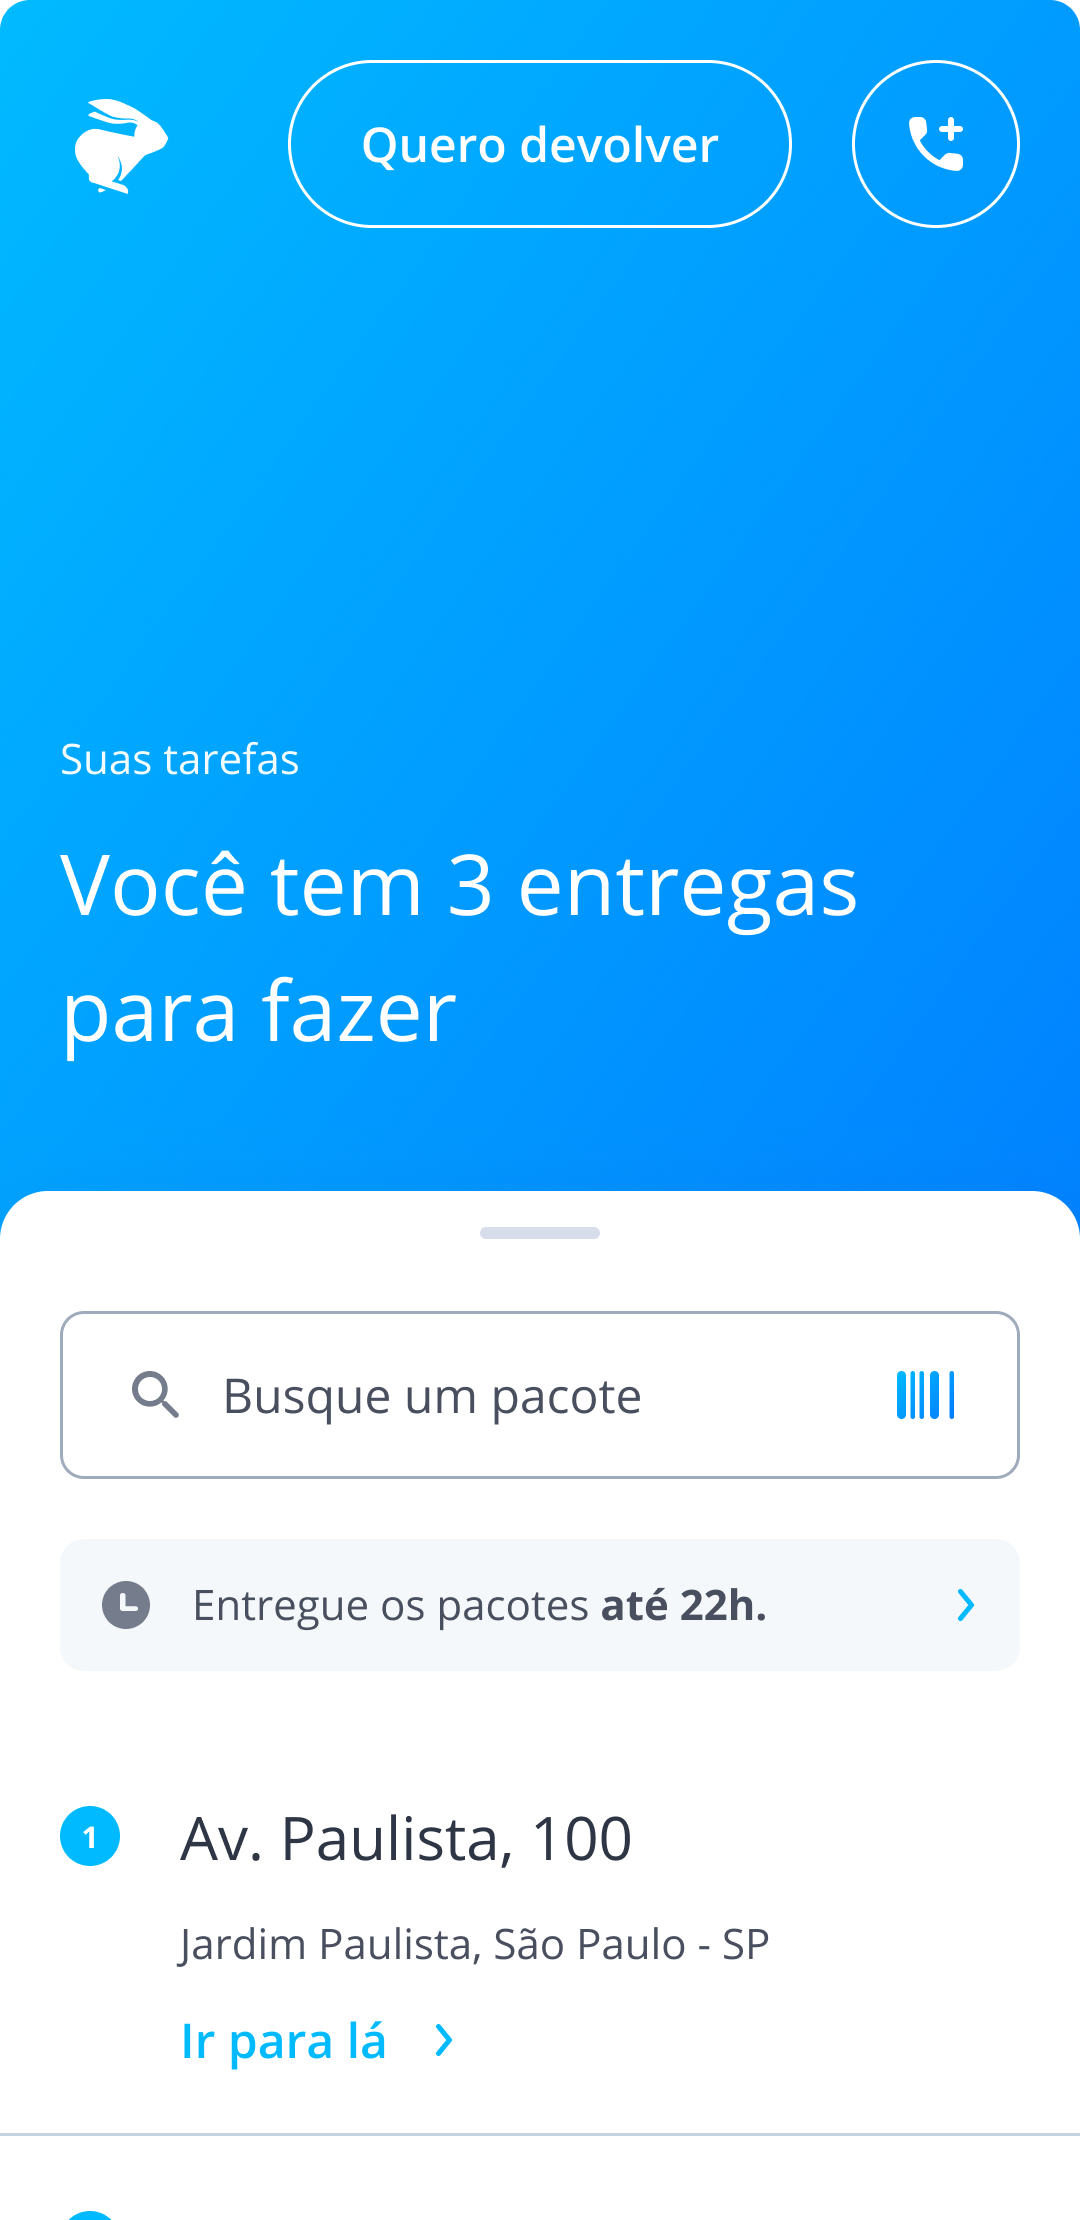 Quero devolver
Suas tarefas
Você tem 3 entregas
para fazer
Busque um pacote
Entregue os pacotes até 22h.
1
Av. Paulista, 100
Jardim Paulista, São Paulo - SP
Ir para lá